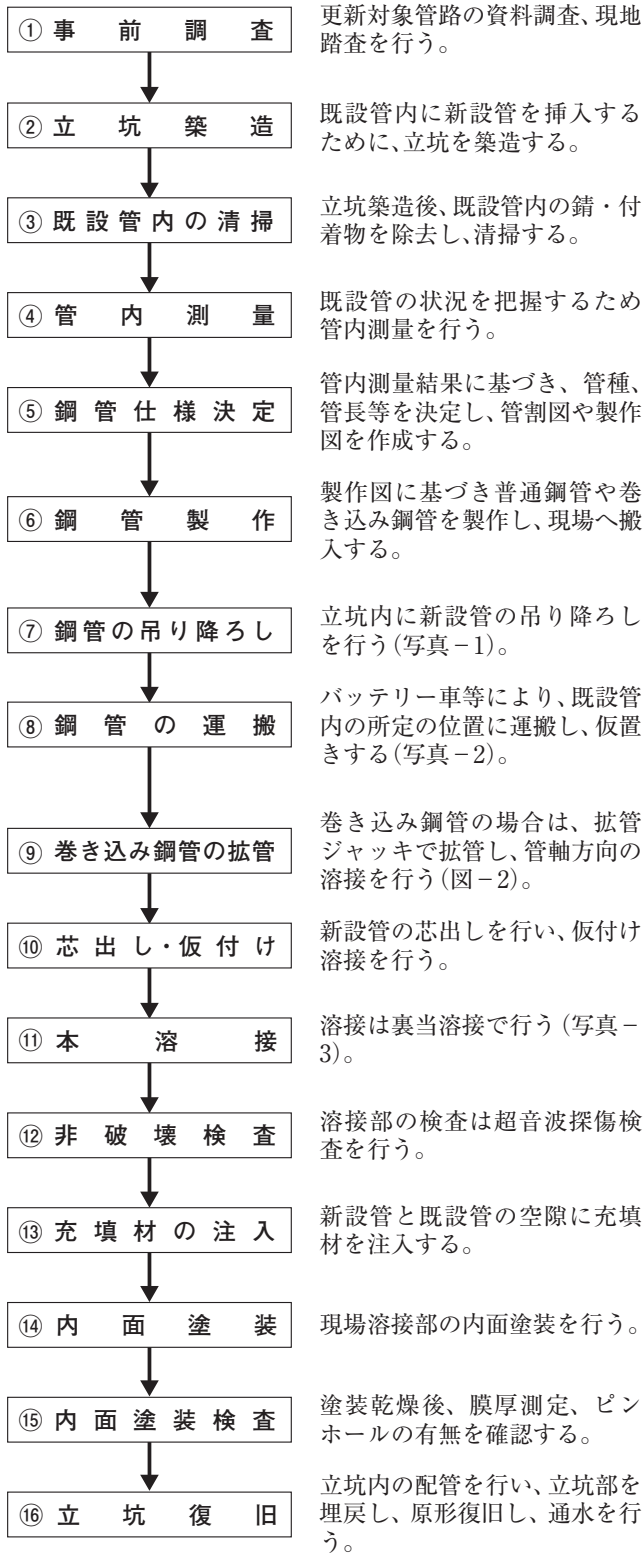 ① 事前調査
更新対象管路の資料調査、現地
踏査を行う。
② 立坑築造
既設管内に新設管を挿入する
ために、立坑を築造する。
③ 既設管内の清掃
立坑築造後、既設管内の錆・付
着物を除去し、清掃する。
④ 管内測量
既設管の状況を把握するため
管内測量を行う。
⑤ 鋼管仕様決定
管内測量結果に基づき、管種、
管長等を決定し、管割図や製作
図を作成する。
⑥ 鋼管製作
製作図に基づき普通鋼管や巻
き込み鋼管を製作し、現場へ搬
入する。
⑦ 鋼管の吊り降ろし
立坑内に新設管の吊り降ろし
を行う(写真－1)。
⑧ 鋼管の運搬
バッテリー車等により、既設管
内の所定の位置に運搬し、仮置
きする(写真－2)。
⑨ 巻き込み鋼管の拡管
巻き込み鋼管の場合は、拡管
ジャッキで拡管し、管軸方向の
溶接を行う(図－2)。
⑩ 芯出し・仮付け
新設管の芯出しを行い、仮付け
溶接を行う。
⑪ 本溶接
溶接は裏当溶接で行う(写真－
3)。
⑫ 非破壊検査
溶接部の検査は超音波探傷検
査を行う。
⑬ 充填材の注入
新設管と既設管の空隙に充填
材を注入する。
⑭ 内面塗装
現場溶接部の内面塗装を行う。
⑮ 内面塗装検査
塗装乾燥後、膜厚測定、ピン
ホールの有無を確認する。
⑯ 立坑復旧
立坑内の配管を行い、立坑部を
埋戻し、原形復旧し、通水を行
う。